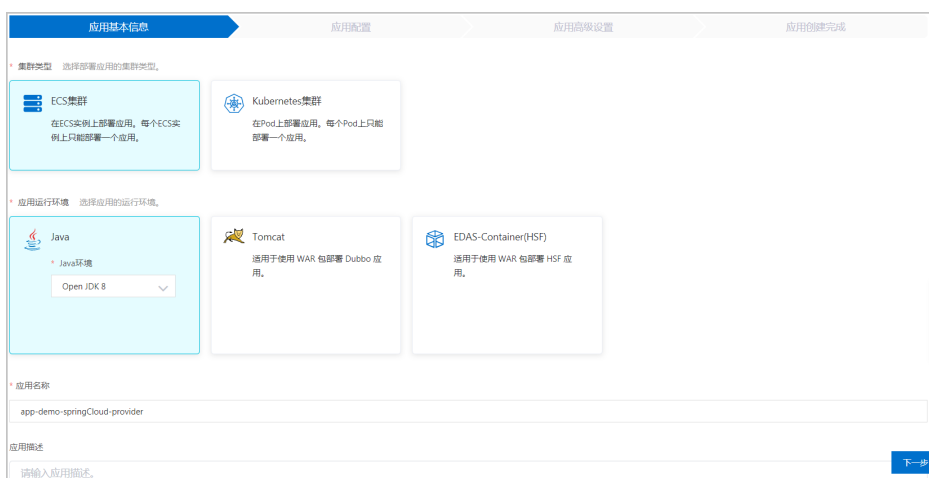 应用基本信息 应用配置 应用高级设置 应用创建完成
* 集群类型 选择部署应用的集群类型。
ECS集群 Kubernetes集群
在ECS实例上部署应用。每个ECS实 在Pod上部署应用。每个Pod上只能
例上只能部署一个应用。 部署一个应用。
* 应用运行环境 选择应用的运行环境。
Java Tomcat EDAS-Container(HSF)
* Java环境 适用于使用 WAR 包部署 Dubbo 应 适用于使用 WAR 包部署 HSF 应
用。 用。
Open JDK 8
* 应用名称
app-demo-springCloud-provider
应用描述
请输入应用描述。
下一步